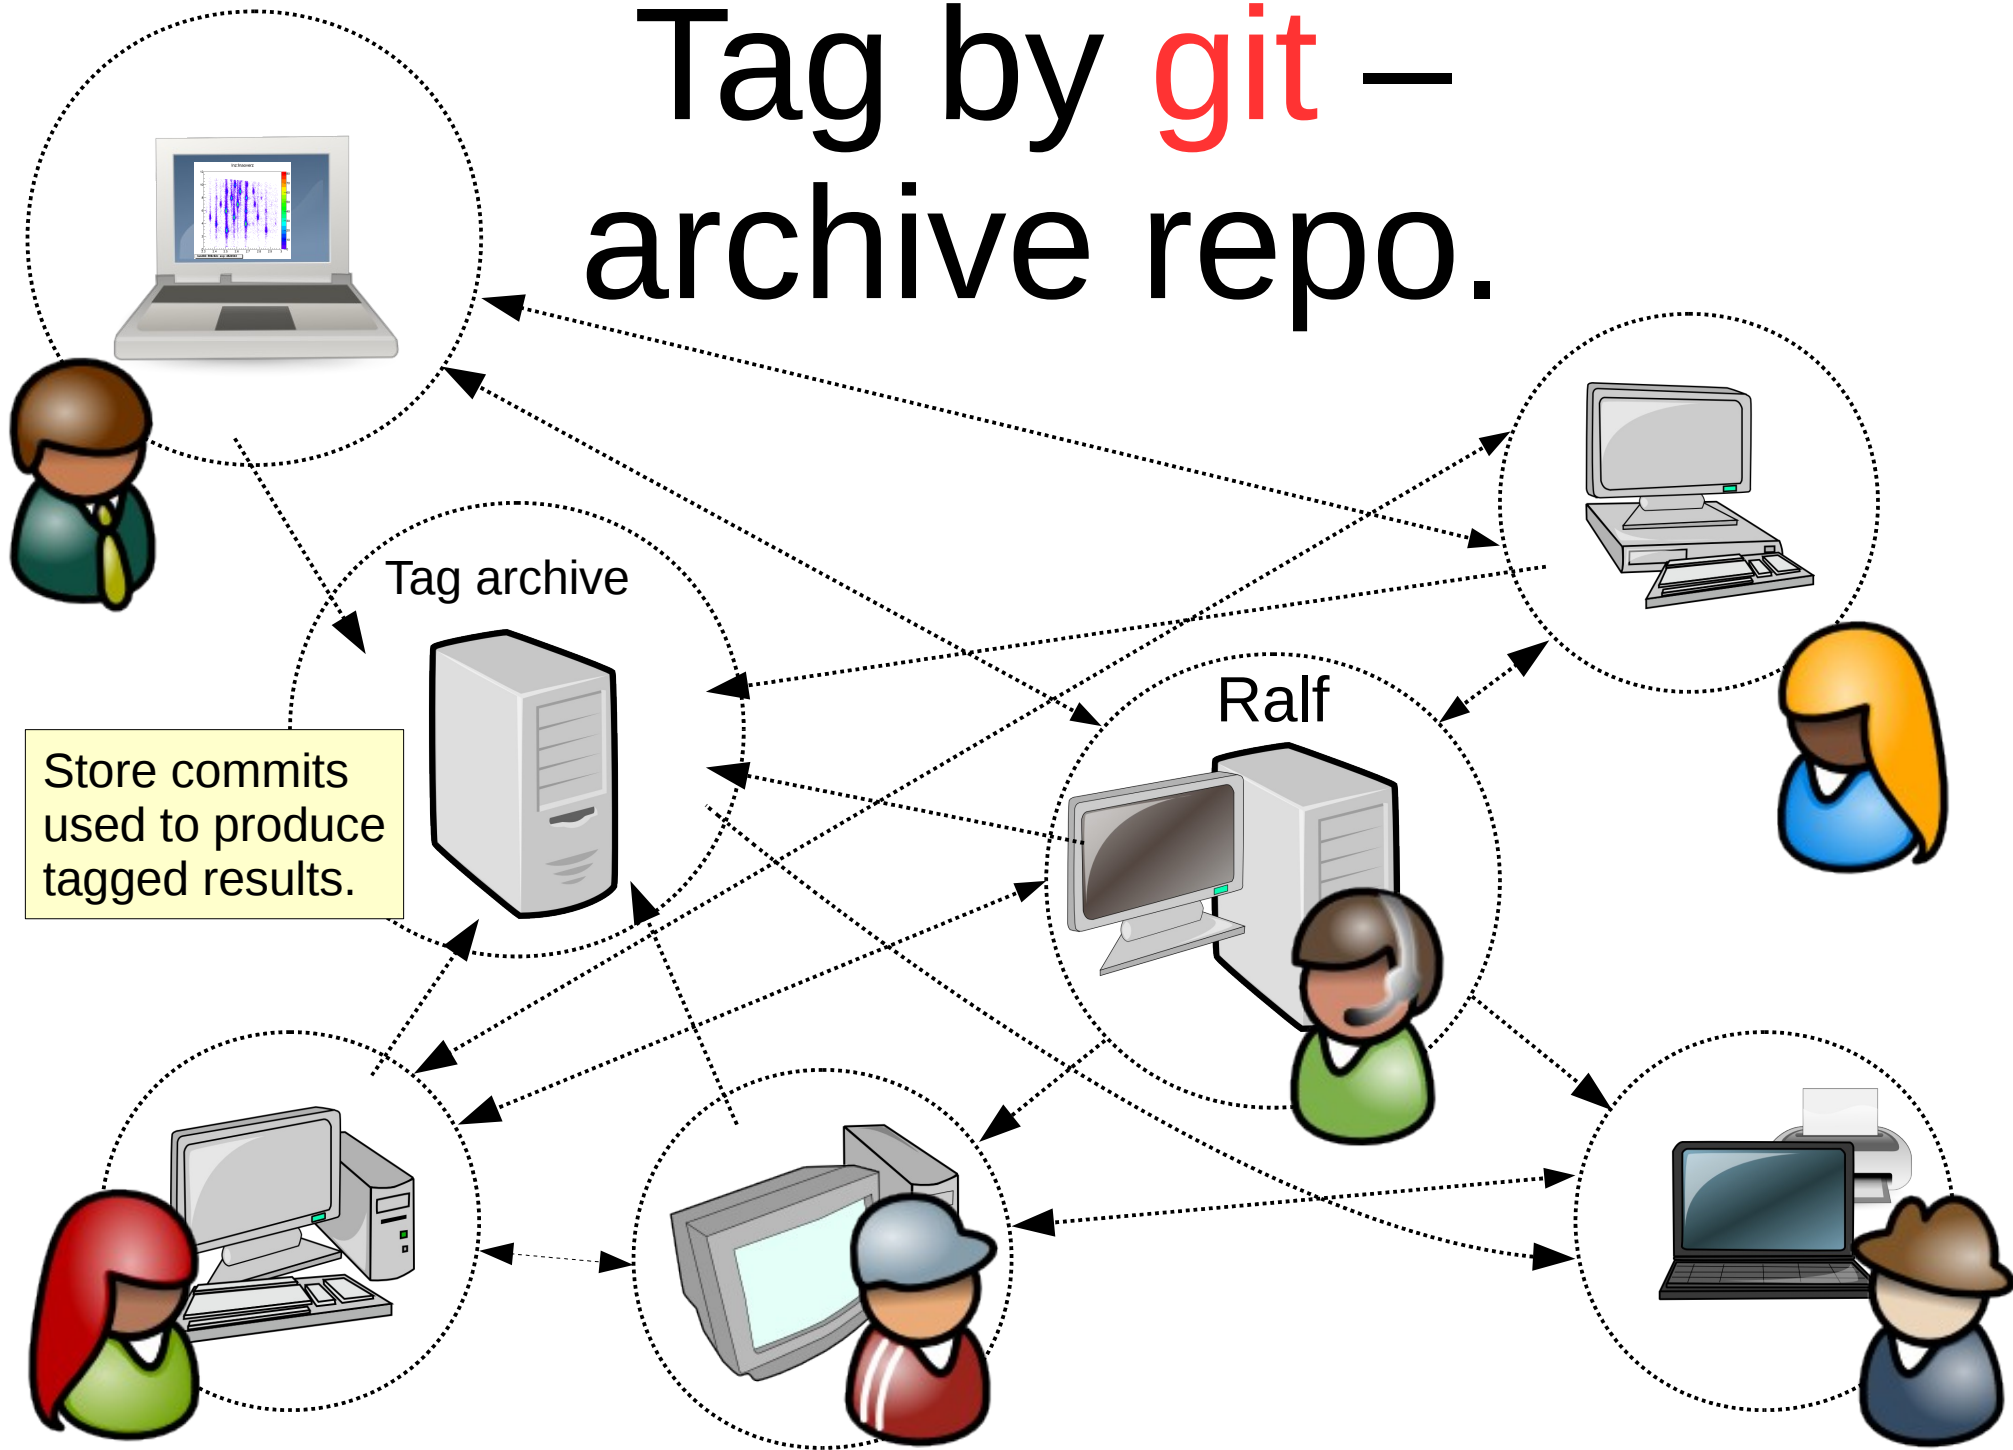 Tag by git –
archive repo.
Tag archive
Ralf
Store commits
used to produce
tagged results.